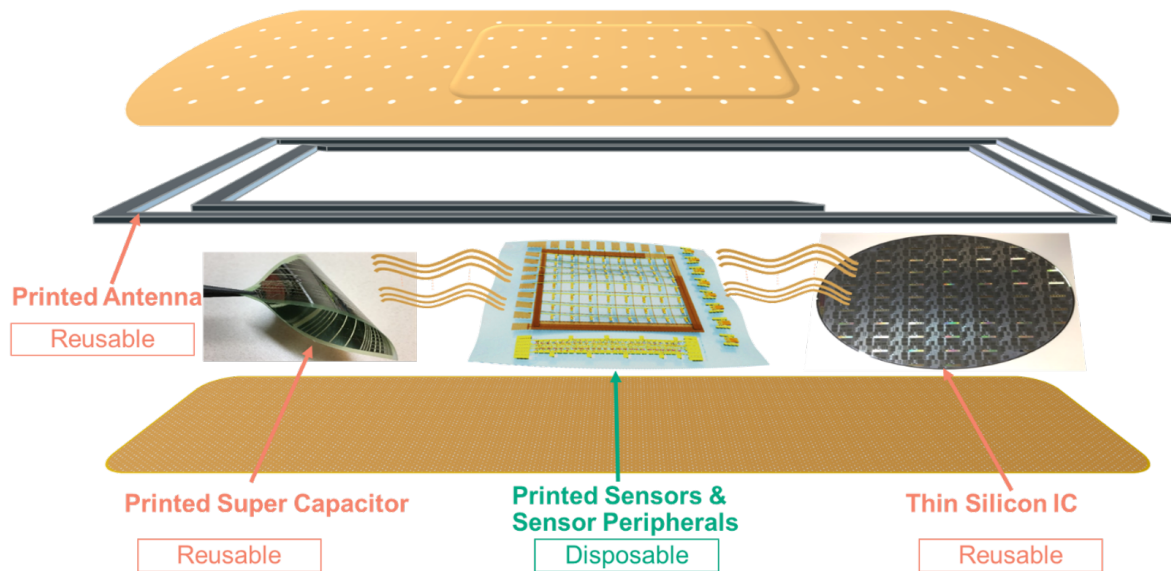 Printed Antenna
Reusable
Printed Super Capacitor
Reusable
Printed Sensors &
Sensor Peripherals
Disposable
Thin Silicon IC
Reusable